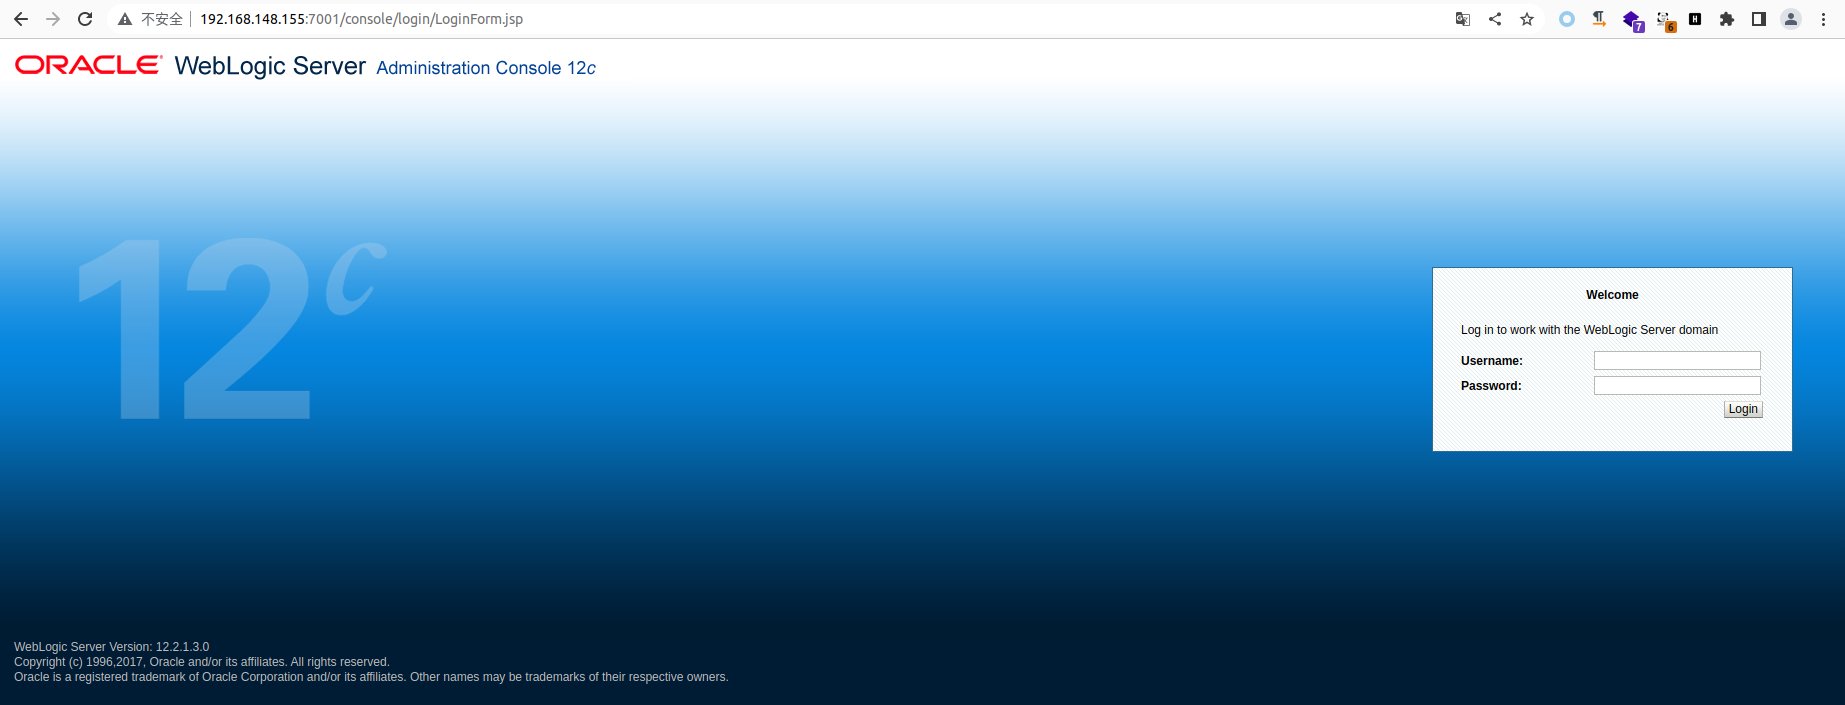 不安全 192.168.148.155:7001/console/login/LoginForm.jsp
7
6
H
ORACLE WebLogic Server Administration Console 12c
12c
Welcome
Log in to work with the WebLogic Server domain
Username:
Password:
Login
WebLogic Server Version: 12.2.1.3.0
Copyright (c) 1996,2017, Oracle and/or its affiliates. All rights reserved.
Oracle is a registered trademark of Oracle Corporation and/or its affiliates. Other names may be trademarks of their respective owners.